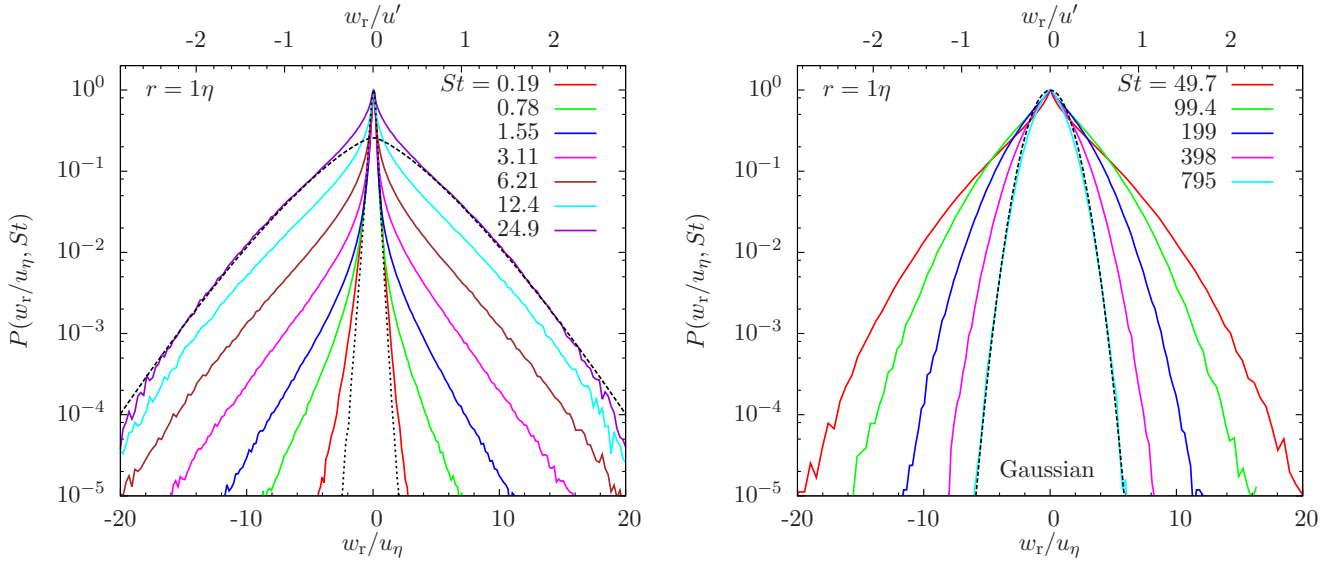 w_r/u'
-2 -1 0 1 2
r = 1η
St = 0.19
0.78
1.55
3.11
6.21
12.4
24.9
P(w_r/u_η, St)
10^0
10^-1
10^-2
10^-3
10^-4
10^-5
-20 -10 0 10 20
w_r/u_η
w_r/u'
-2 -1 0 1 2
r = 1η
St = 49.7
99.4
199
398
795
P(w_r/u_η, St)
10^0
10^-1
10^-2
10^-3
10^-4
10^-5
Gaussian
-20 -10 0 10 20
w_r/u_η